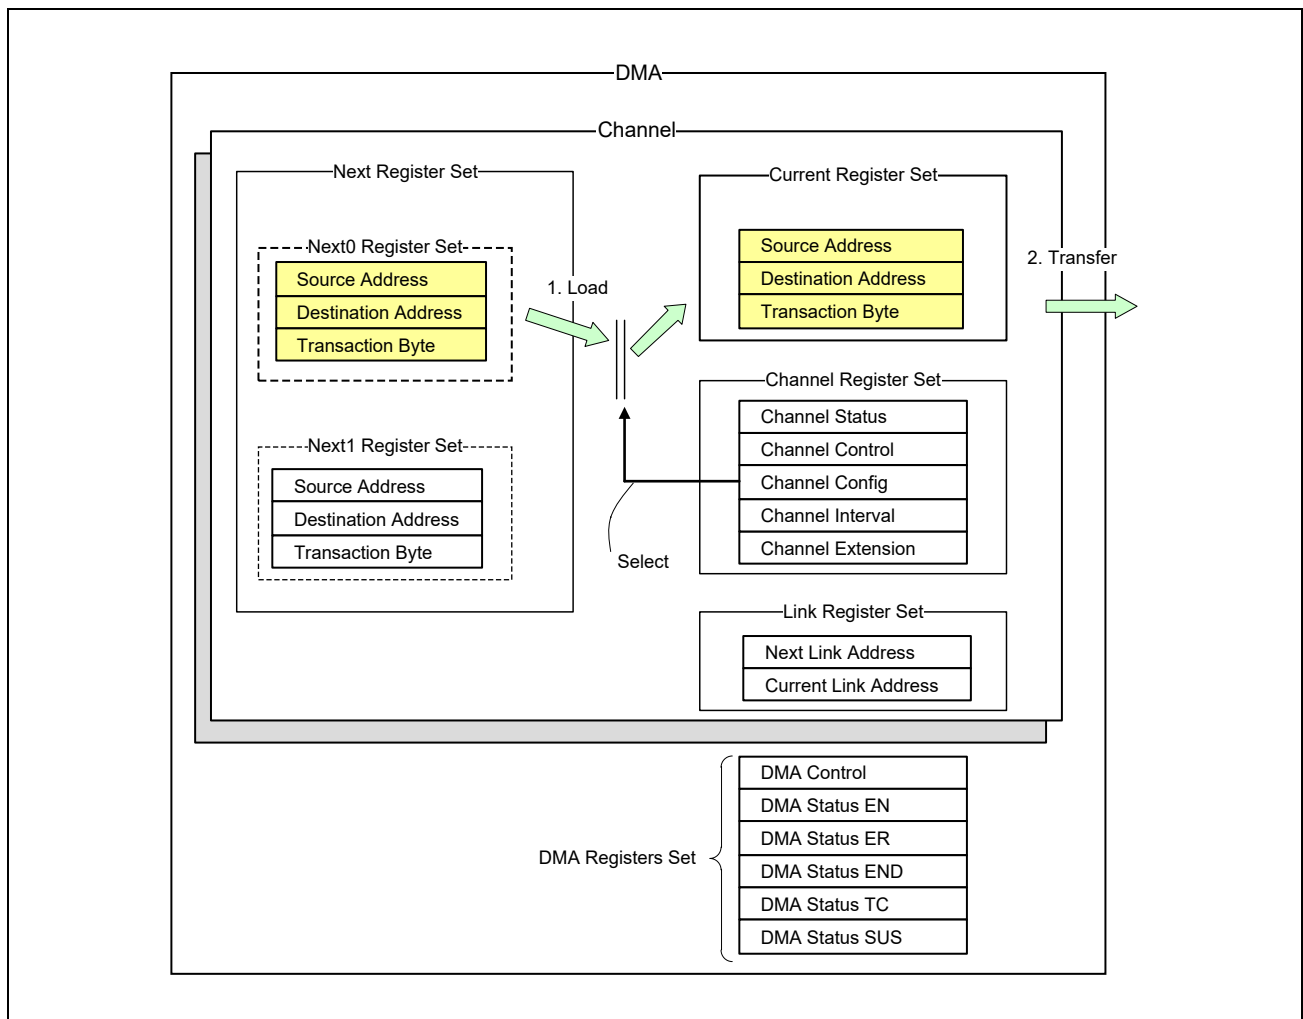 DMA
Channel
Next Register Set
Next0 Register Set
Source Address
Destination Address
Transaction Byte
Next1 Register Set
Source Address
Destination Address
Transaction Byte
1. Load
Select
Current Register Set
Source Address
Destination Address
Transaction Byte
2. Transfer
Channel Register Set
Channel Status
Channel Control
Channel Config
Channel Interval
Channel Extension
Link Register Set
Next Link Address
Current Link Address
DMA Registers Set
DMA Control
DMA Status EN
DMA Status ER
DMA Status END
DMA Status TC
DMA Status SUS